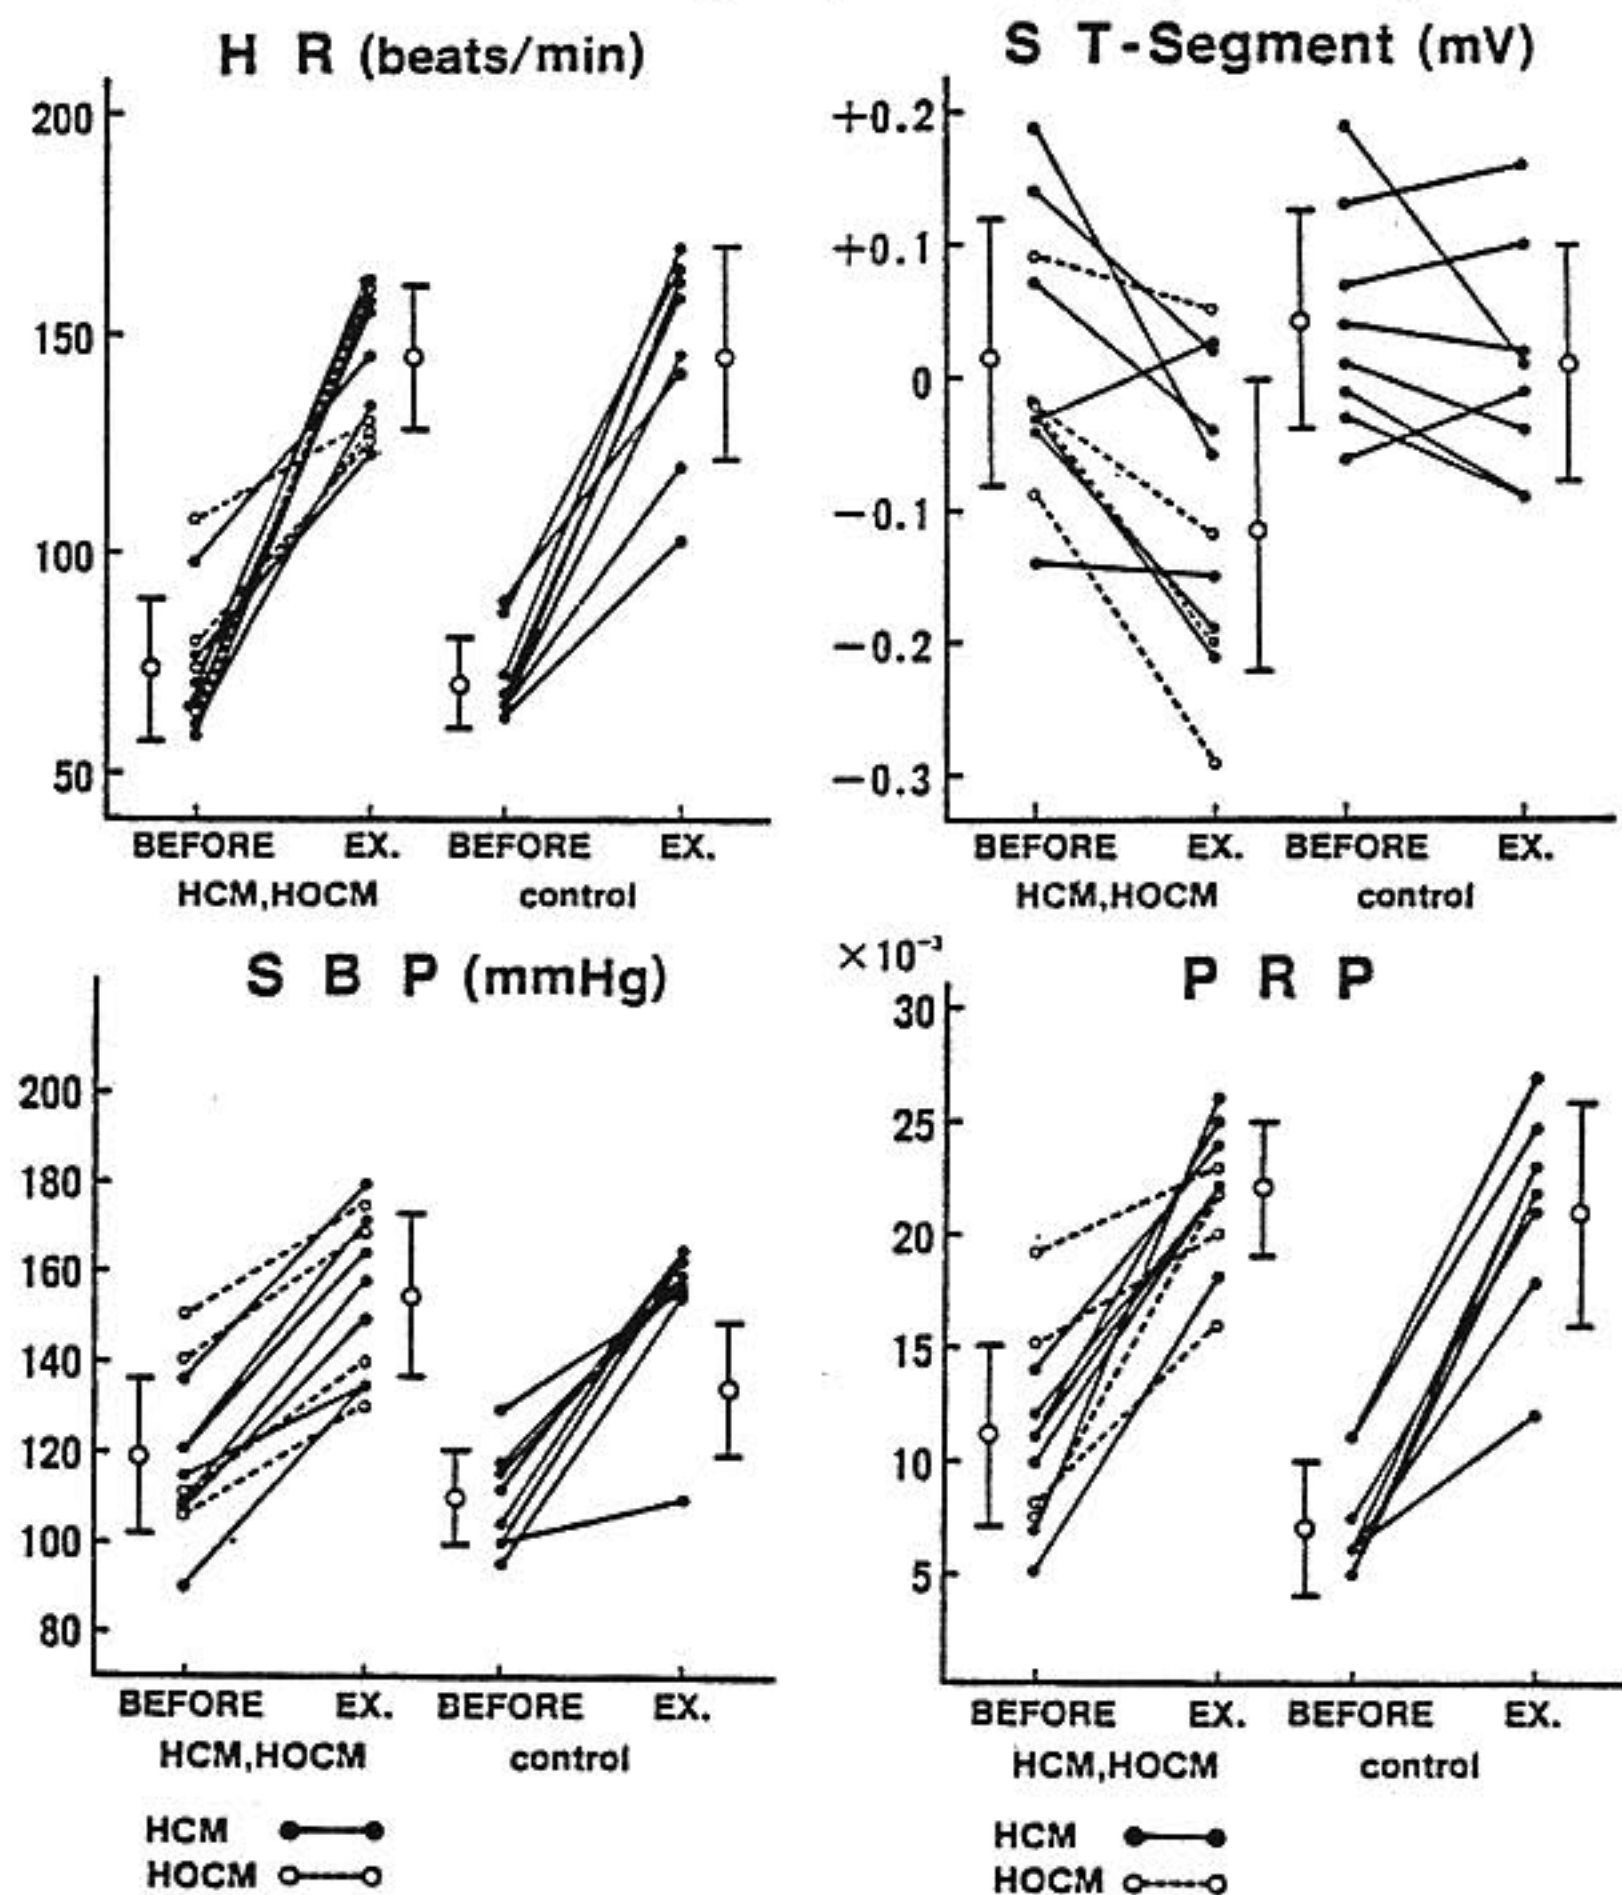 H R (beats/min)
200
150
100
50
BEFORE EX. BEFORE EX.
HCM,HOCM control
S T-Segment (mV)
+0.2
+0.1
0
−0.1
−0.2
−0.3
BEFORE EX. BEFORE EX.
HCM,HOCM control
S B P (mmHg)
200
180
160
140
120
100
80
BEFORE EX. BEFORE EX.
HCM,HOCM control
HCM
HOCM
×10⁻³
P R P
30
25
20
15
10
5
BEFORE EX. BEFORE EX.
HCM,HOCM control
HCM
HOCM